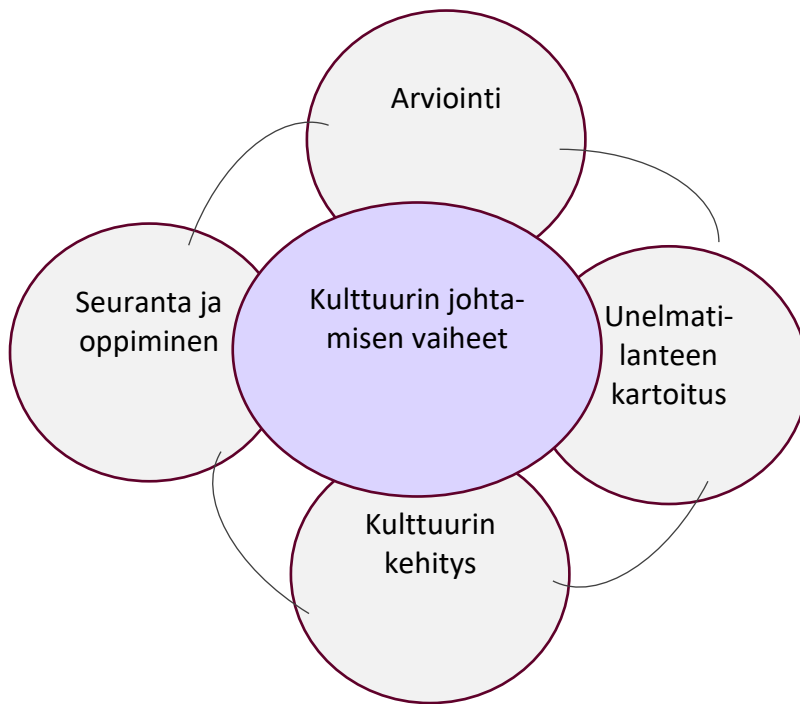 Arviointi
Seuranta ja
oppiminen
Kulttuurin johta-
misen vaiheet
Unelmati-
lanteen
kartoitus
Kulttuurin
kehitys